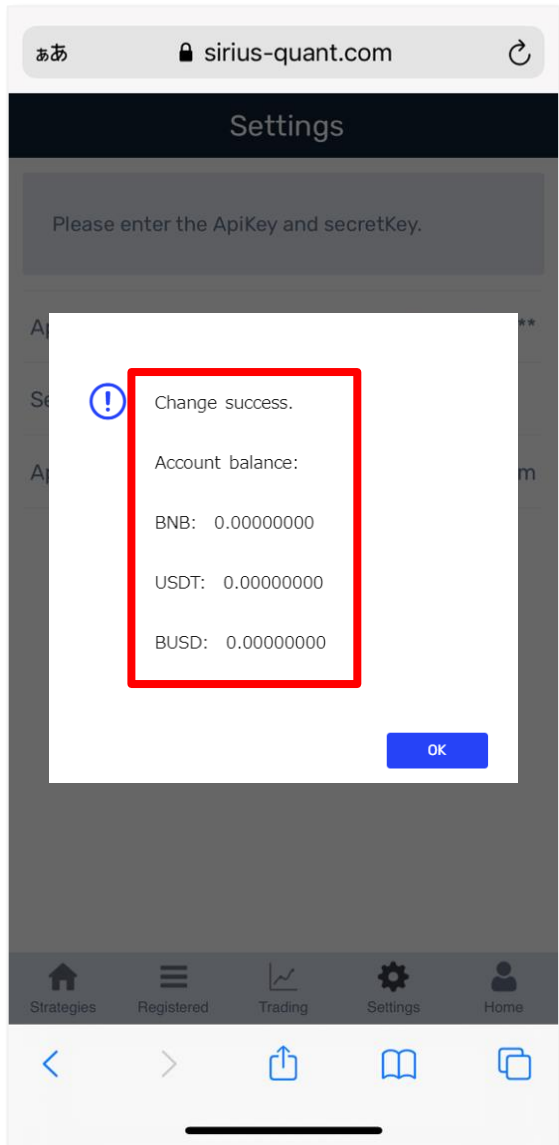 ぁあ sirius-quant.com
Settings
Please enter the ApiKey and secretKey.
**
m
Change success.
Account balance:
BNB: 0.00000000
USDT: 0.00000000
BUSD: 0.00000000
OK
Strategies Registered Trading Settings Home